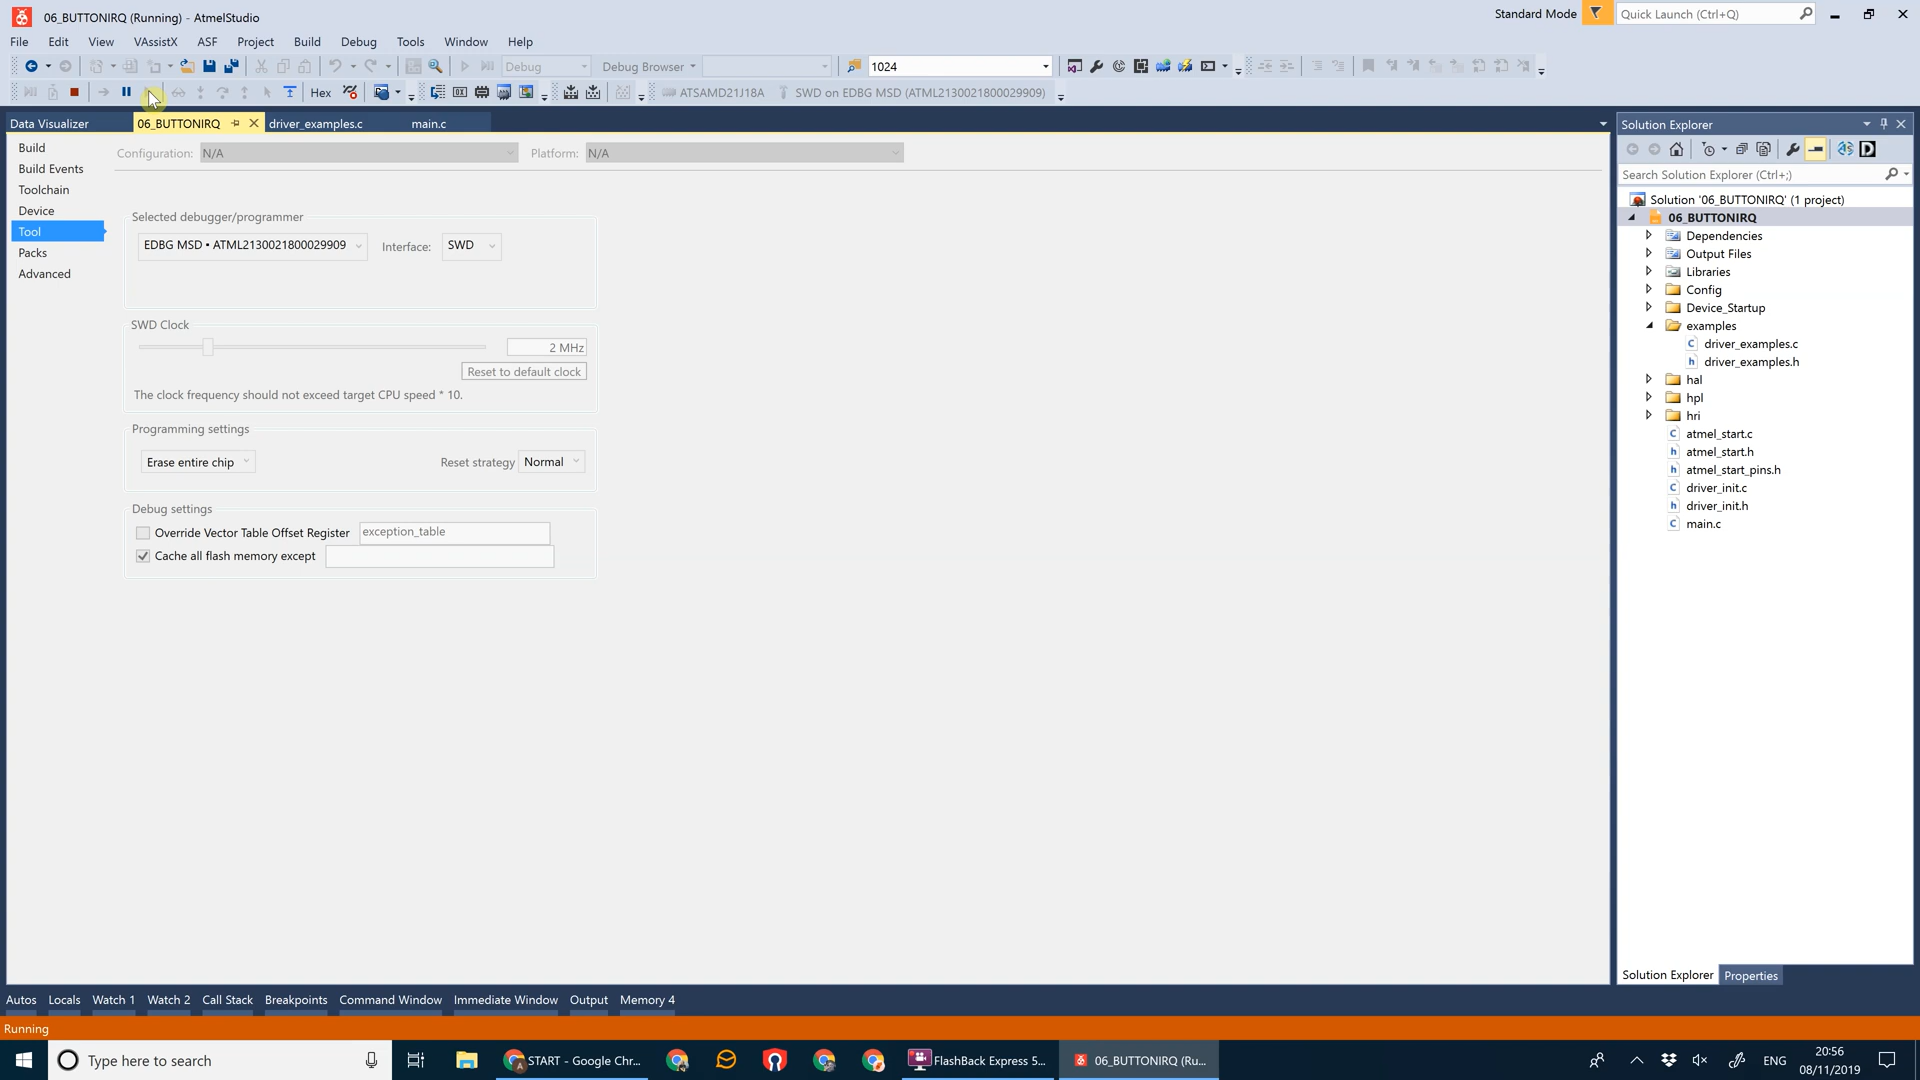 06_BUTTONIRQ (Running) - AtmelStudio
Standard Mode
Quick Launch (Ctrl+Q)
File Edit View VAssistX ASF Project Build Debug Tools Window Help
Debug
Debug Browser
1024
Hex
ATSAMD21J18A
SWD on EDBG MSD (ATML2130021800029909)
Data Visualizer
06_BUTTONIRQ
driver_examples.c
main.c
Build
Build Events
Toolchain
Device
Tool
Packs
Advanced
Configuration: N/A
Platform: N/A
Selected debugger/programmer
EDBG MSD • ATML2130021800029909
Interface: SWD
SWD Clock
2 MHz
Reset to default clock
The clock frequency should not exceed target CPU speed * 10.
Programming settings
Erase entire chip
Reset strategy Normal
Debug settings
Override Vector Table Offset Register exception_table
Cache all flash memory except
Solution Explorer
Search Solution Explorer (Ctrl+;)
Solution '06_BUTTONIRQ' (1 project)
06_BUTTONIRQ
Dependencies
Output Files
Libraries
Config
Device_Startup
examples
driver_examples.c
driver_examples.h
hal
hpl
hri
atmel_start.c
atmel_start.h
atmel_start_pins.h
driver_init.c
driver_init.h
main.c
Solution Explorer Properties
Autos Locals Watch 1 Watch 2 Call Stack Breakpoints Command Window Immediate Window Output Memory 4
Running
Type here to search
START - Google Chr...
FlashBack Express 5...
06_BUTTONIRQ (Ru...
ENG
20:56
08/11/2019